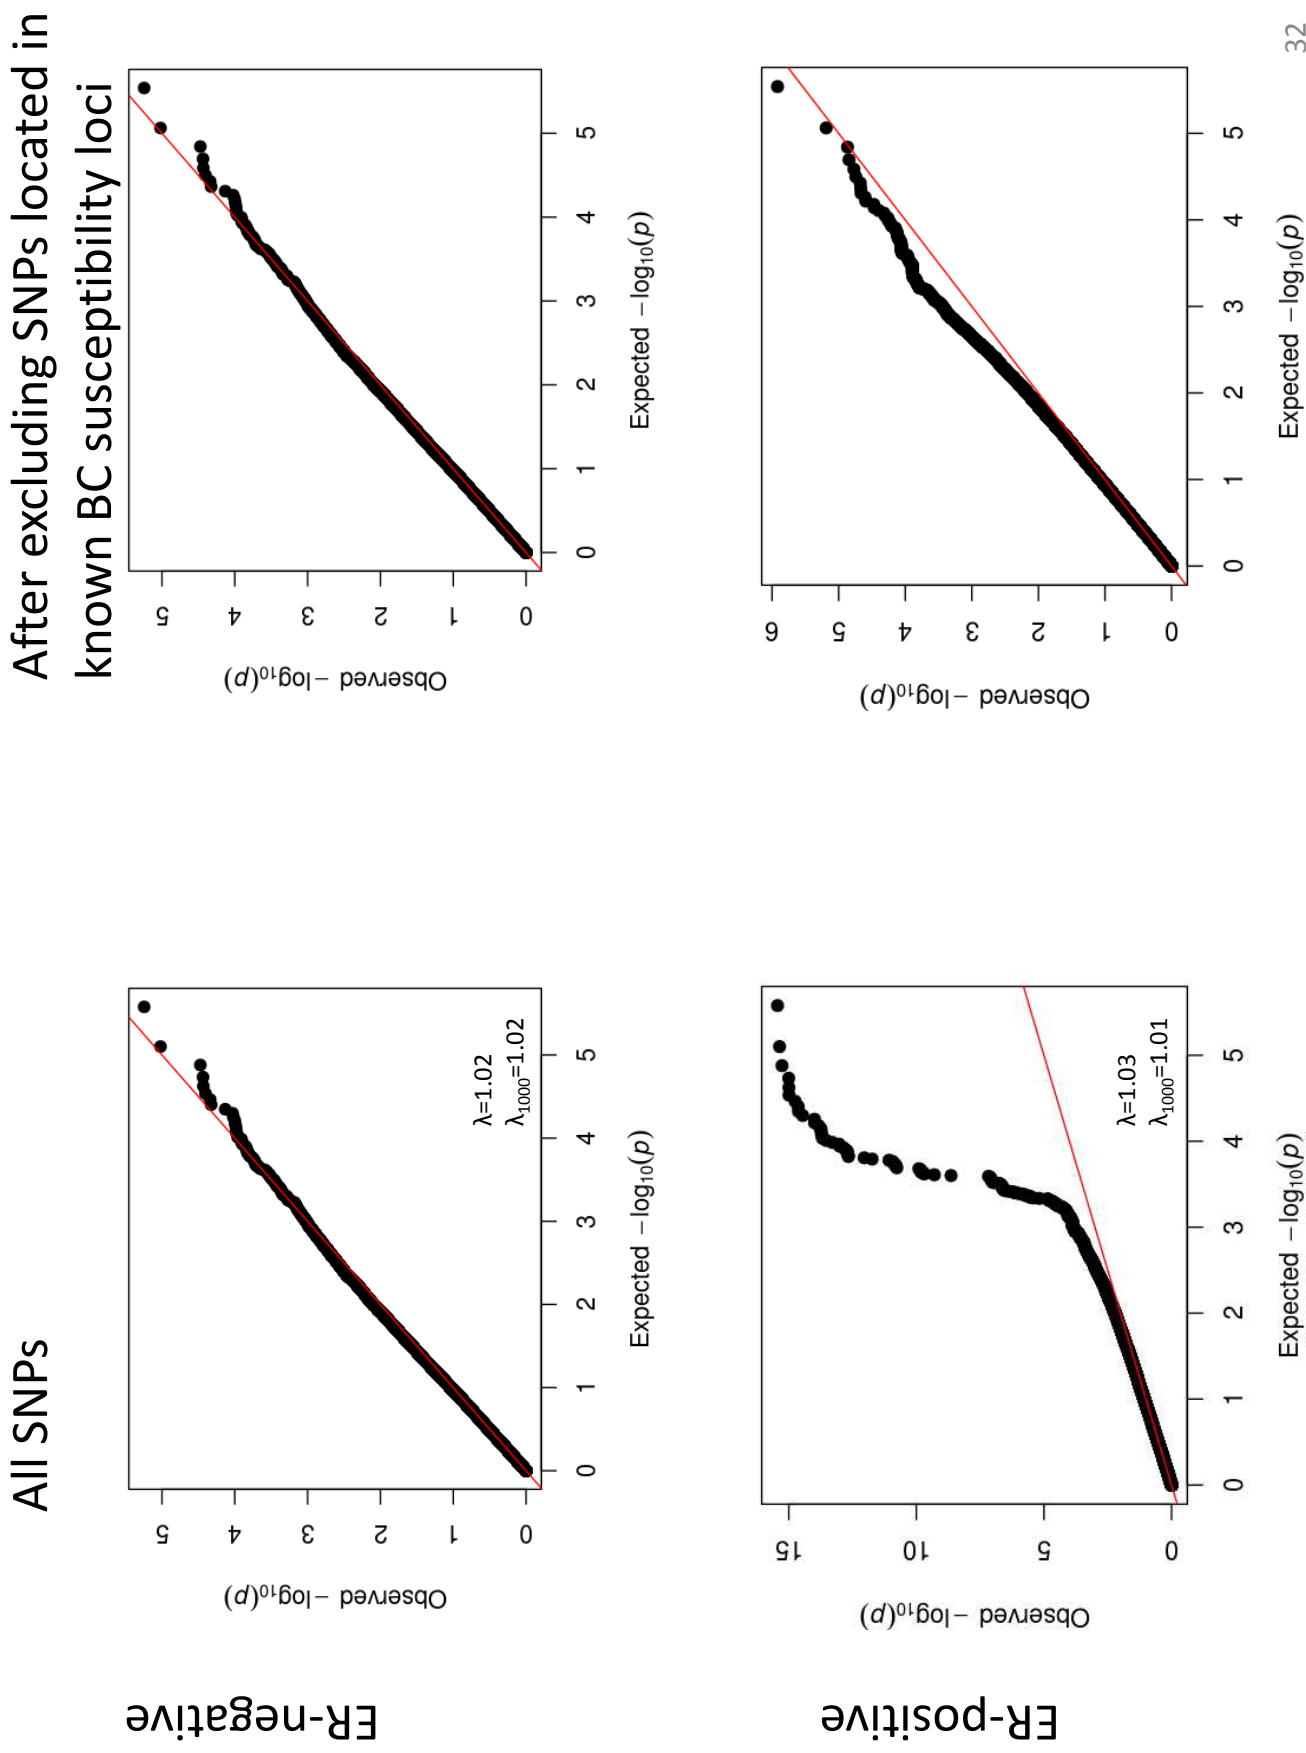 All SNPs
After excluding SNPs located in
known BC susceptibility loci
ER-negative
Observed −log10(p)
5
4
3
2
1
0
λ=1.02
λ1000=1.02
0 1 2 3 4 5
Expected −log10(p)
Observed −log10(p)
5
4
3
2
1
0
0 1 2 3 4 5
Expected −log10(p)
ER-positive
Observed −log10(p)
15
10
5
0
λ=1.03
λ1000=1.01
0 1 2 3 4 5
Expected −log10(p)
Observed −log10(p)
6
5
4
3
2
1
0
0 1 2 3 4 5
Expected −log10(p)
32